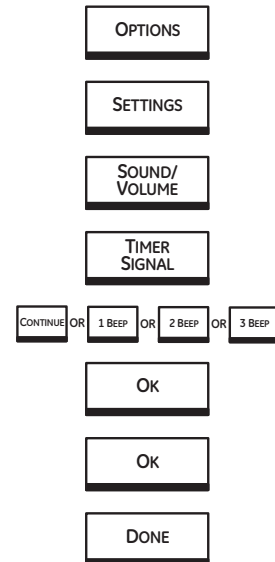 OPTIONS
SETTINGS
SOUND/
VOLUME
TIMER
SIGNAL
CONTINUE OR 1 BEEP OR 2 BEEP OR 3 BEEP
OK
OK
DONE